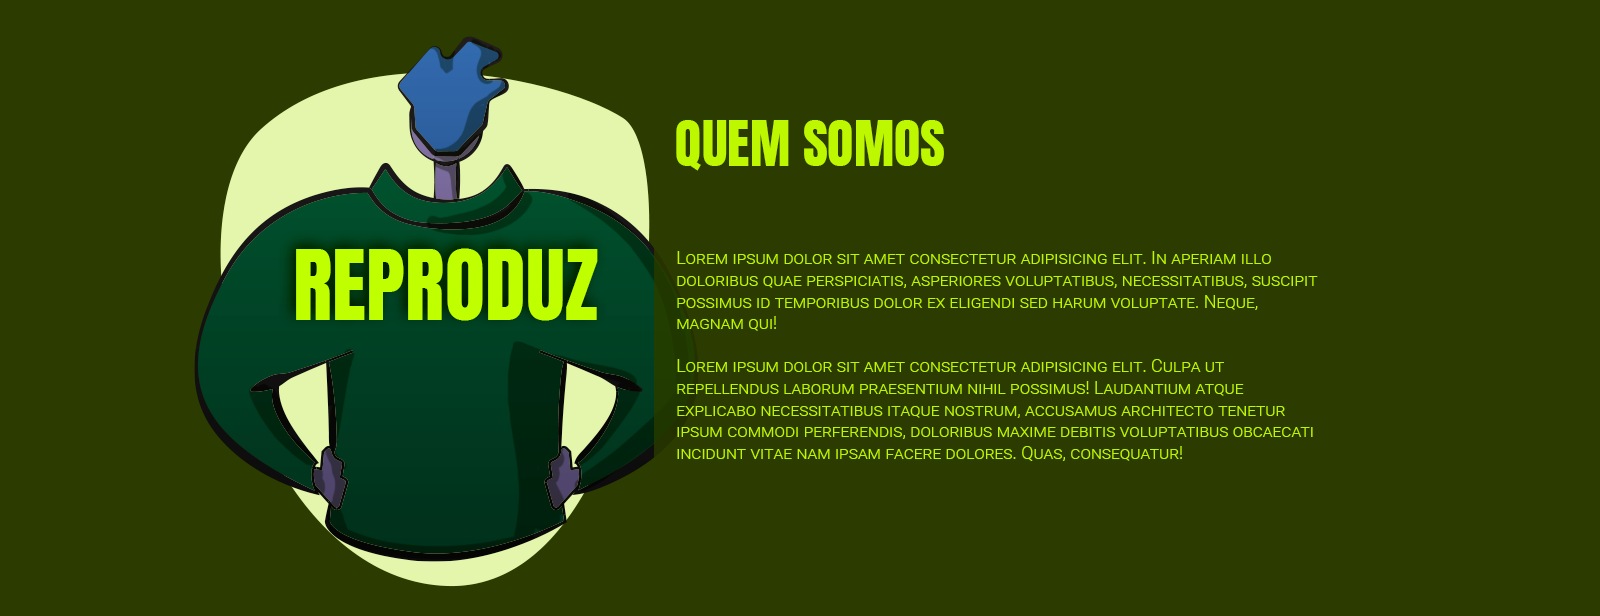 REPRODUZ
QUEM SOMOS
Lorem ipsum dolor sit amet consectetur adipisicing elit. In aperiam illo
doloribus quae perspiciatis, asperiores voluptatibus, necessitatibus, suscipit
possimus id temporibus dolor ex eligendi sed harum voluptate. Neque,
magnam qui!
Lorem ipsum dolor sit amet consectetur adipisicing elit. Culpa ut
repellendus laborum praesentium nihil possimus! Laudantium atque
explicabo necessitatibus itaque nostrum, accusamus architecto tenetur
ipsum commodi perferendis, doloribus maxime debitis voluptatibus obcaecati
incidunt vitae nam ipsam facere dolores. Quas, consequatur!